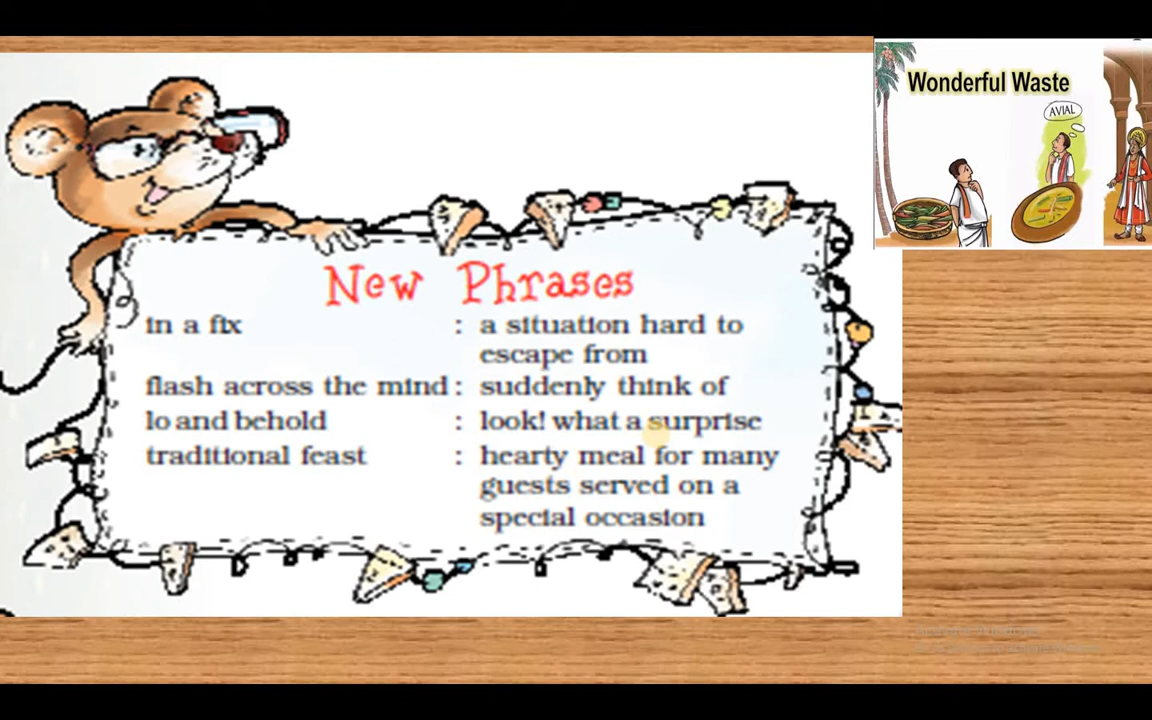 Wonderful Waste
AVIAL
New Phrases
in a fix : a situation hard to
escape from
flash across the mind : suddenly think of
lo and behold : look! what a surprise
traditional feast : hearty meal for many
guests served on a
special occasion